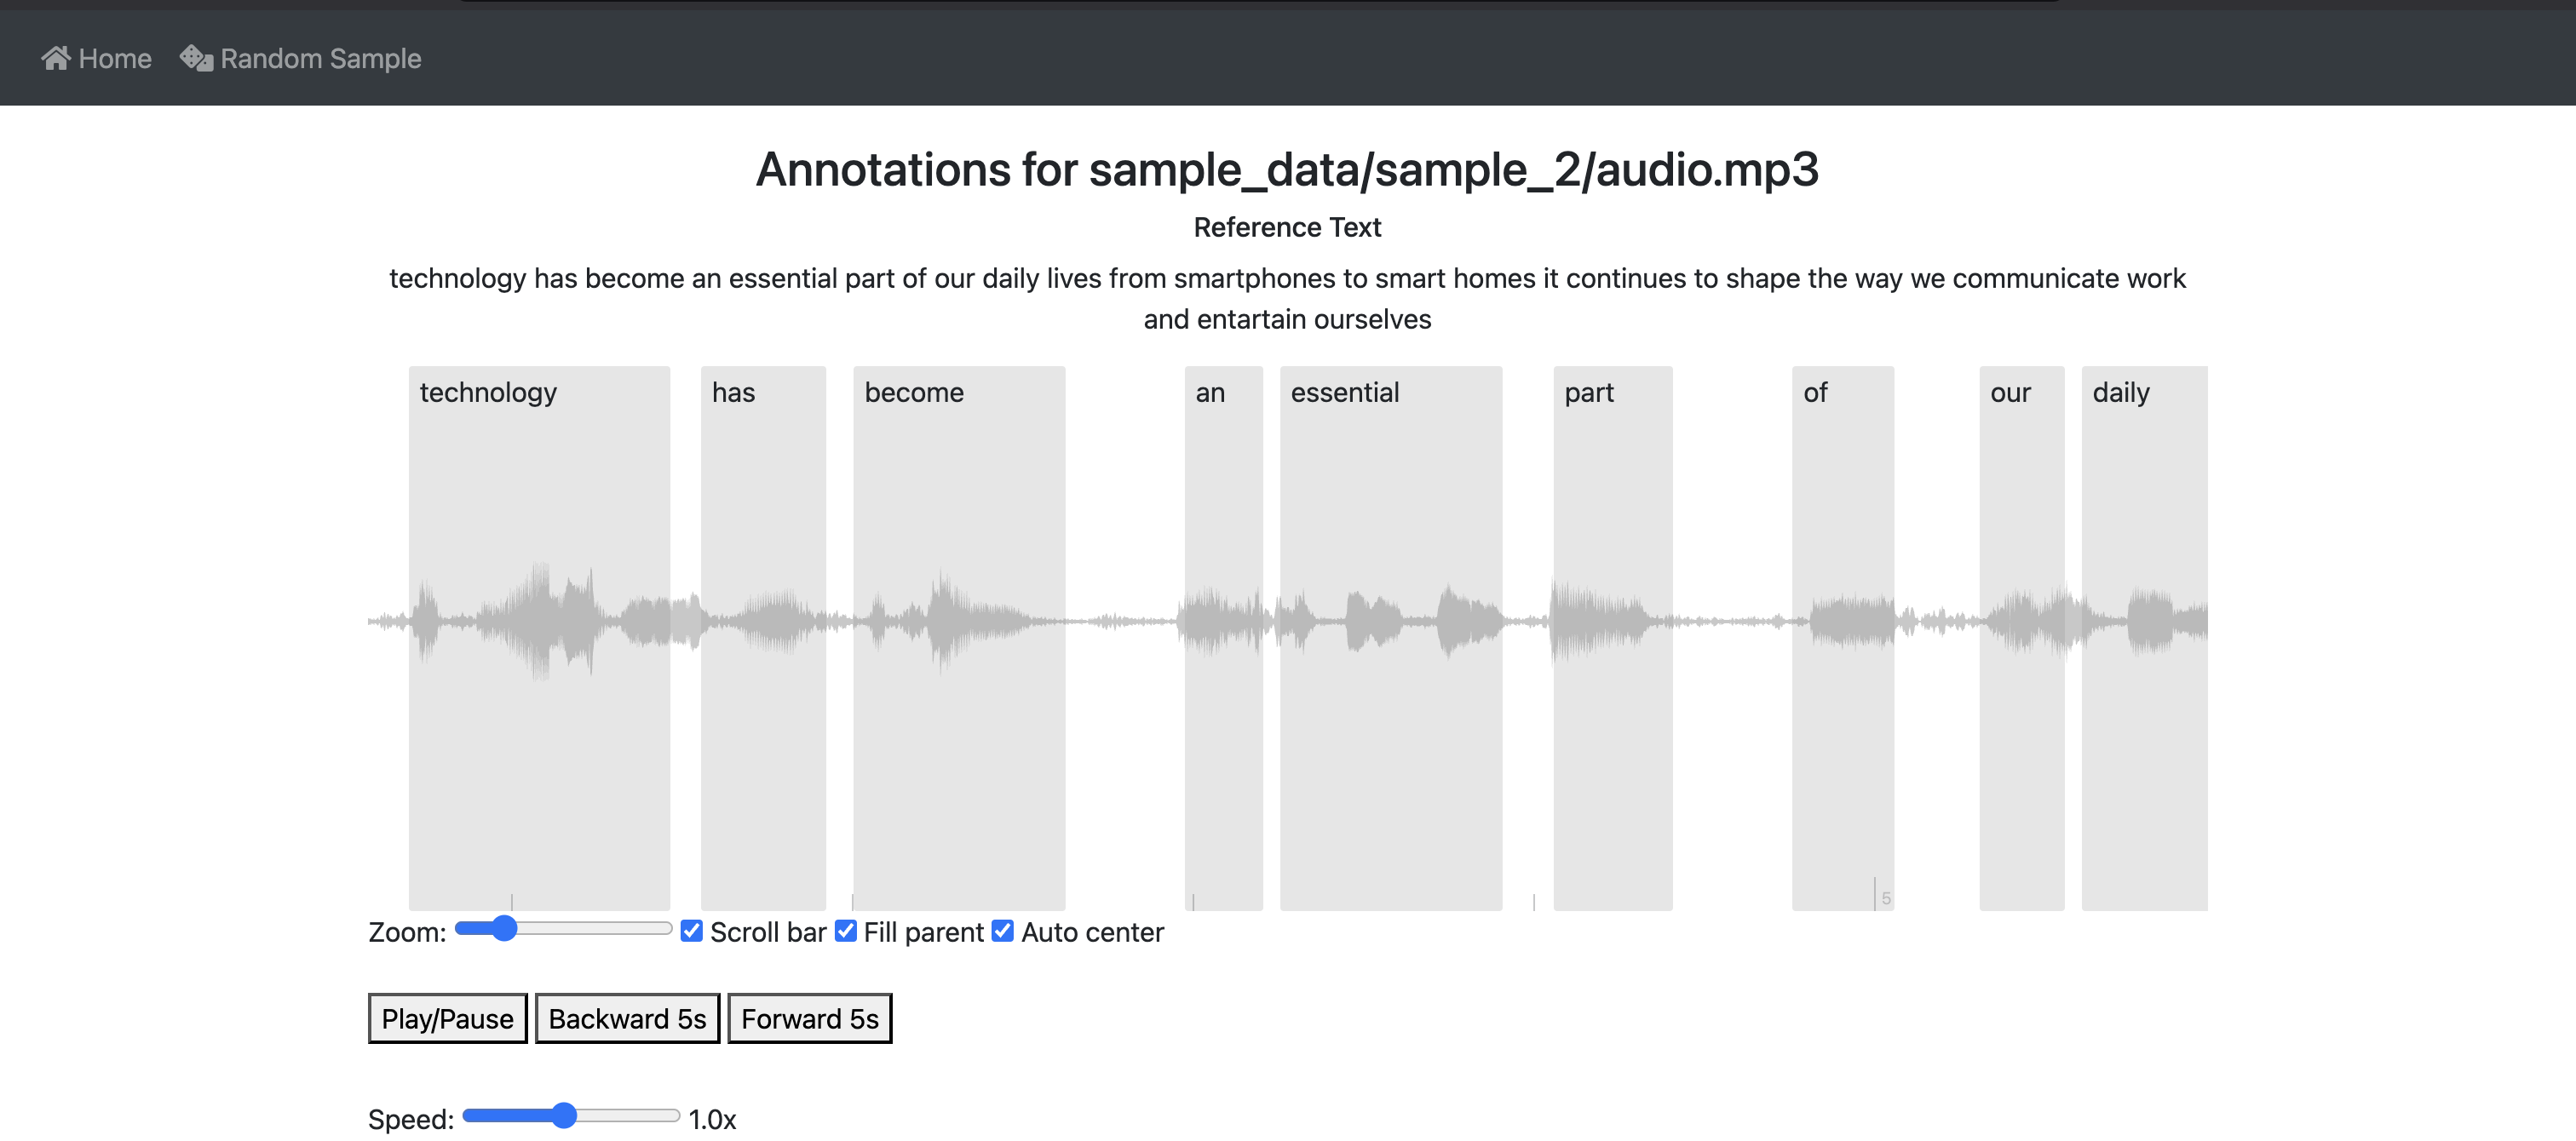 Home Random Sample
Annotations for sample_data/sample_2/audio.mp3
Reference Text
technology has become an essential part of our daily lives from smartphones to smart homes it continues to shape the way we communicate work
and entartain ourselves
technology has become an essential part of our daily
5
Zoom: Scroll bar Fill parent Auto center
Play/Pause Backward 5s Forward 5s
Speed: 1.0x